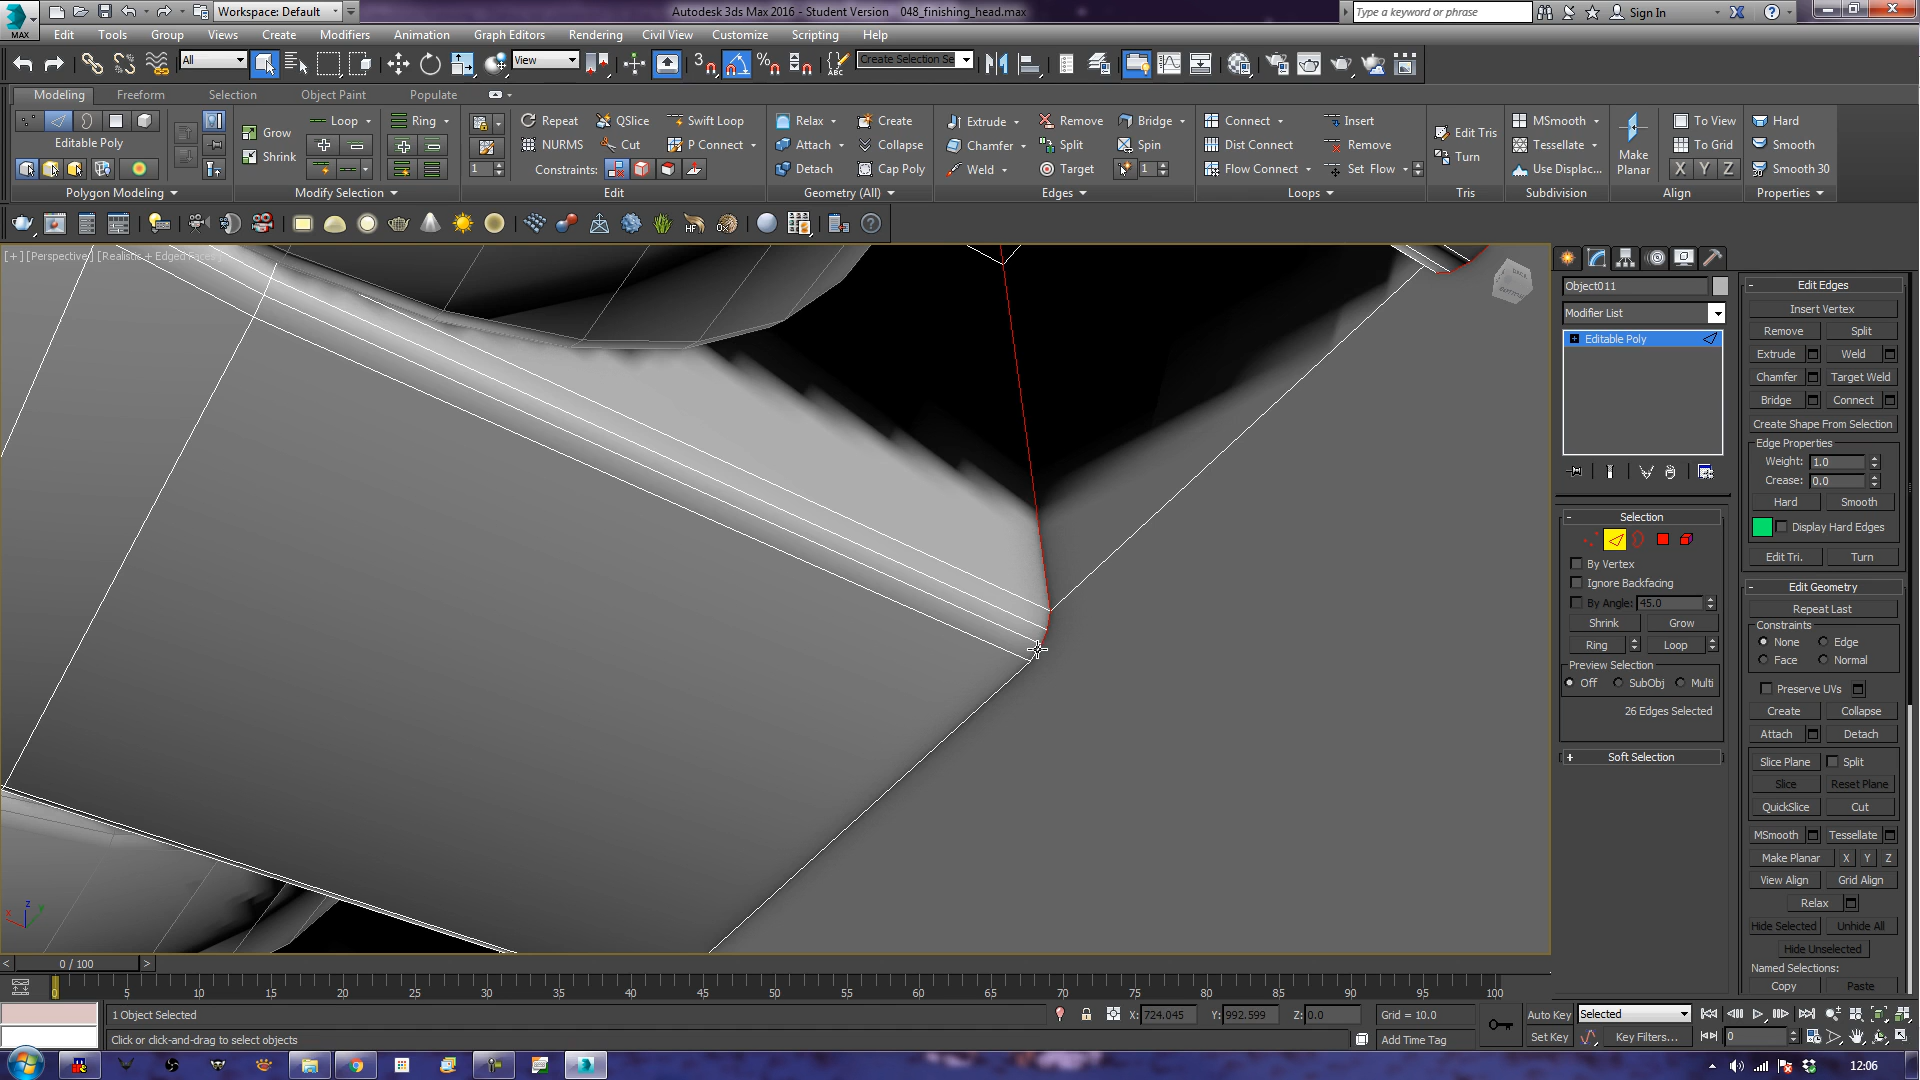 MAX
Workspace: Default
Autodesk 3ds Max 2016 - Student Version 048_finishing_head.max
Type a keyword or phrase
Sign In
Edit Tools Group Views Create Modifiers Animation Graph Editors Rendering Civil View Customize Scripting Help
All View Create Selection Se
Modeling Freeform Selection Object Paint Populate
Editable Poly
Polygon Modeling
Grow Loop Ring
Shrink
Modify Selection
Repeat QSlice Swift Loop
NURMS Cut P Connect
1 Constraints:
Edit
Relax Create
Attach Collapse
Detach Cap Poly
Geometry (All)
Extrude Remove Bridge
Chamfer Split Spin
Weld Target 1
Edges
Connect Insert
Dist Connect Remove
Flow Connect Set Flow
Loops
Edit Tris
Turn
Tris
MSmooth
Tessellate
Use Displac...
Subdivision
Make Planar
To View
To Grid
X Y Z
Align
Hard
Smooth
Smooth 30
Properties
[+] [Perspective] [Realistic + Edged Faces]
Object011
Modifier List
Editable Poly
Selection
By Vertex
Ignore Backfacing
By Angle: 45.0
Shrink Grow
Ring Loop
Preview Selection
Off SubObj Multi
26 Edges Selected
Soft Selection
Edit Edges
Insert Vertex
Remove Split
Extrude Weld
Chamfer Target Weld
Bridge Connect
Create Shape From Selection
Edge Properties
Weight: 1.0
Crease: 0.0
Hard Smooth
Display Hard Edges
Edit Tri. Turn
Edit Geometry
Repeat Last
Constraints
None Edge
Face Normal
Preserve UVs
Create Collapse
Attach Detach
Slice Plane Split
Slice Reset Plane
QuickSlice Cut
MSmooth Tessellate
Make Planar X Y Z
View Align Grid Align
Relax
Hide Selected Unhide All
Hide Unselected
Named Selections:
Copy Paste
< 0 / 100 >
0 5 10 15 20 25 30 35 40 45 50 55 60 65 70 75 80 85 90 95 100
1 Object Selected
X: 724.045 Y: 992.599 Z: 0.0 Grid = 10.0
Auto Key Selected
Click or click-and-drag to select objects
Add Time Tag
Set Key Key Filters... 0
12:06